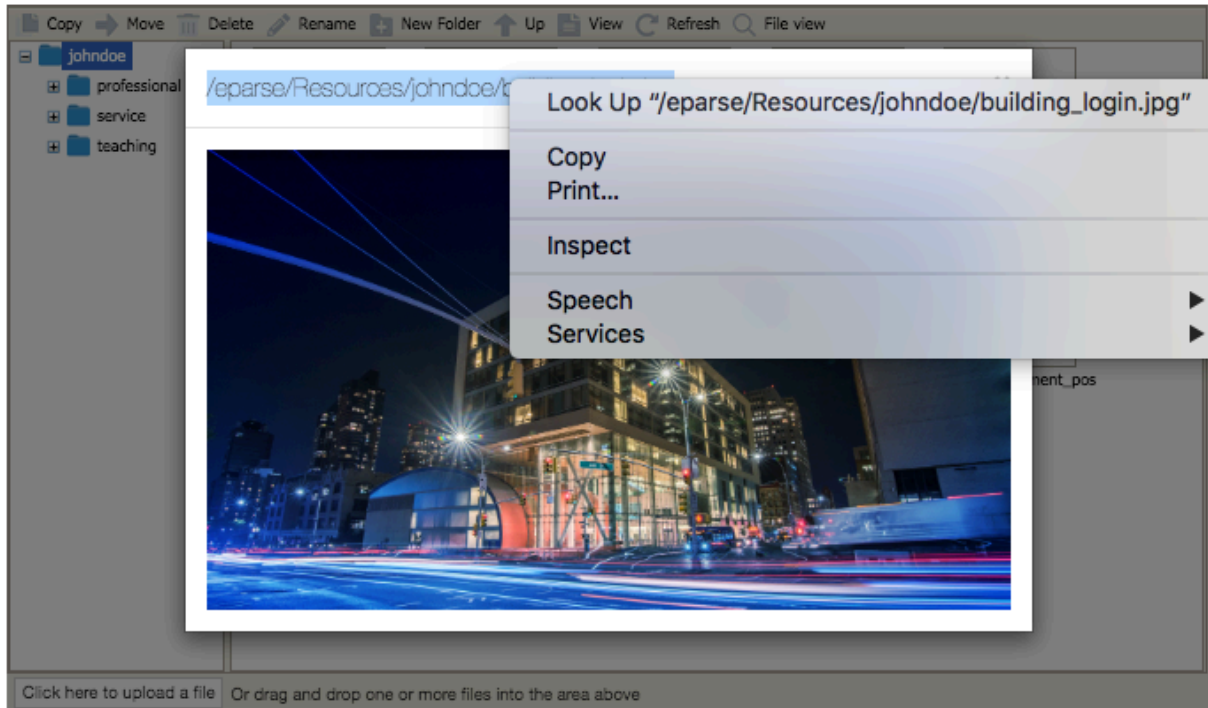 Copy Move Delete Rename New Folder Up View Refresh File view
johndoe
professional
service
teaching
/eparse/Resources/johndoe/b
Look Up “/eparse/Resources/johndoe/building_login.jpg”
Copy
Print...
Inspect
Speech
Services
ment_pos
Click here to upload a file Or drag and drop one or more files into the area above